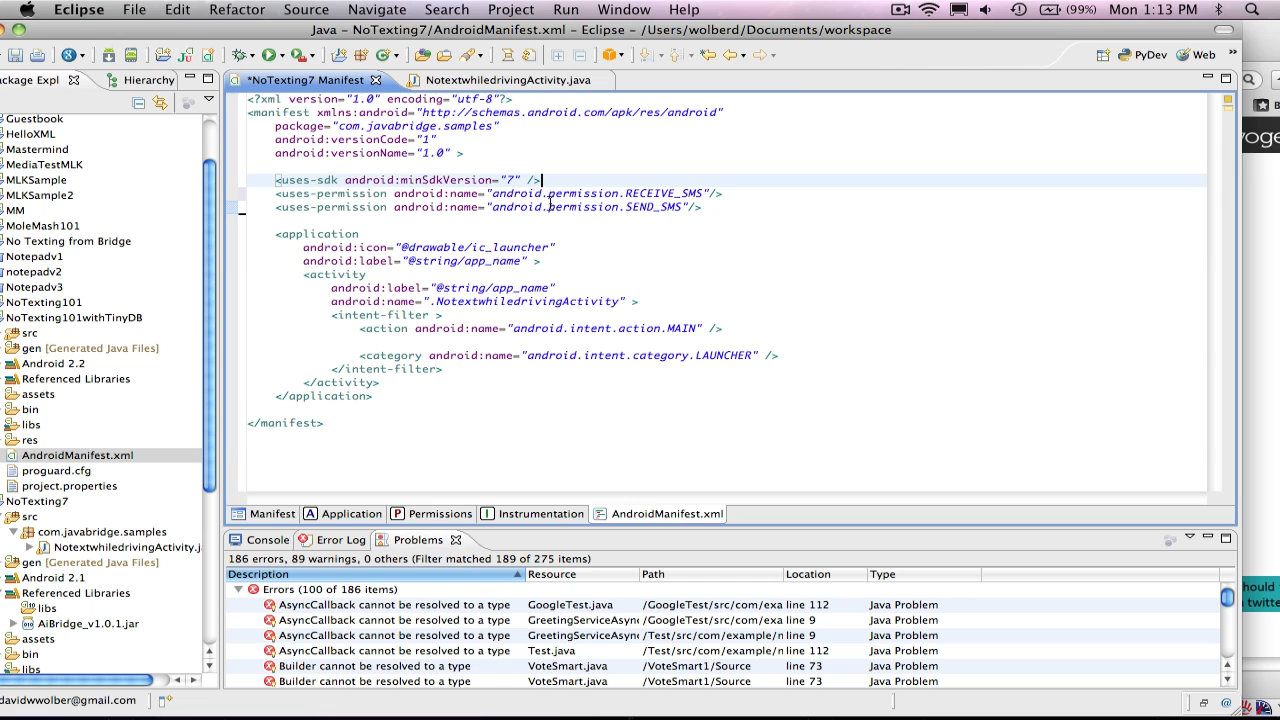 Eclipse File Edit Refactor Source Navigate Search Project Run Window Help (99%) Mon 1:13 PM
Java – NoTexting7/AndroidManifest.xml – Eclipse – /Users/wolberd/Documents/workspace
PyDev Web
ackage Expl Hierarchy
*NoTexting7 Manifest NotextwhiledrivingActivity.java
Guestbook
HelloXML
Mastermind
MediaTestMLK
MLKSample
MLKSample2
MM
MoleMash101
No Texting from Bridge
Notepadv1
notepadv2
Notepadv3
NoTexting101
NoTexting101withTinyDB
src
gen [Generated Java Files]
Android 2.2
Referenced Libraries
assets
bin
libs
res
AndroidManifest.xml
proguard.cfg
project.properties
NoTexting7
src
com.javabridge.samples
NotextwhiledrivingActivity.j
gen [Generated Java Files]
Android 2.1
Referenced Libraries
libs
AiBridge_v1.0.1.jar
assets
bin
libs
<?xml version="1.0" encoding="utf-8"?>
<manifest xmlns:android="http://schemas.android.com/apk/res/android"
package="com.javabridge.samples"
android:versionCode="1"
android:versionName="1.0" >
<uses-sdk android:minSdkVersion="7" />
<uses-permission android:name="android.permission.RECEIVE_SMS"/>
<uses-permission android:name="android.permission.SEND_SMS"/>
<application
android:icon="@drawable/ic_launcher"
android:label="@string/app_name" >
<activity
android:label="@string/app_name"
android:name=".NotextwhiledrivingActivity" >
<intent-filter >
<action android:name="android.intent.action.MAIN" />
<category android:name="android.intent.category.LAUNCHER" />
</intent-filter>
</activity>
</application>
</manifest>
Manifest Application Permissions Instrumentation AndroidManifest.xml
Console Error Log Problems
186 errors, 89 warnings, 0 others (Filter matched 189 of 275 items)
Description Resource Path Location Type
Errors (100 of 186 items)
AsyncCallback cannot be resolved to a type GoogleTest.java /GoogleTest/src/com/exa line 112 Java Problem
AsyncCallback cannot be resolved to a type GreetingServiceAsync /GoogleTest/src/com/exa line 9 Java Problem
AsyncCallback cannot be resolved to a type GreetingServiceAsync /Test/src/com/example/m line 9 Java Problem
AsyncCallback cannot be resolved to a type Test.java /Test/src/com/example/m line 112 Java Problem
Builder cannot be resolved to a type VoteSmart.java /VoteSmart1/Source line 73 Java Problem
Builder cannot be resolved to a type VoteSmart.java /VoteSmart1/Source line 73 Java Problem
davidwwolber@gmail.com
B
voge
hould
n twitte